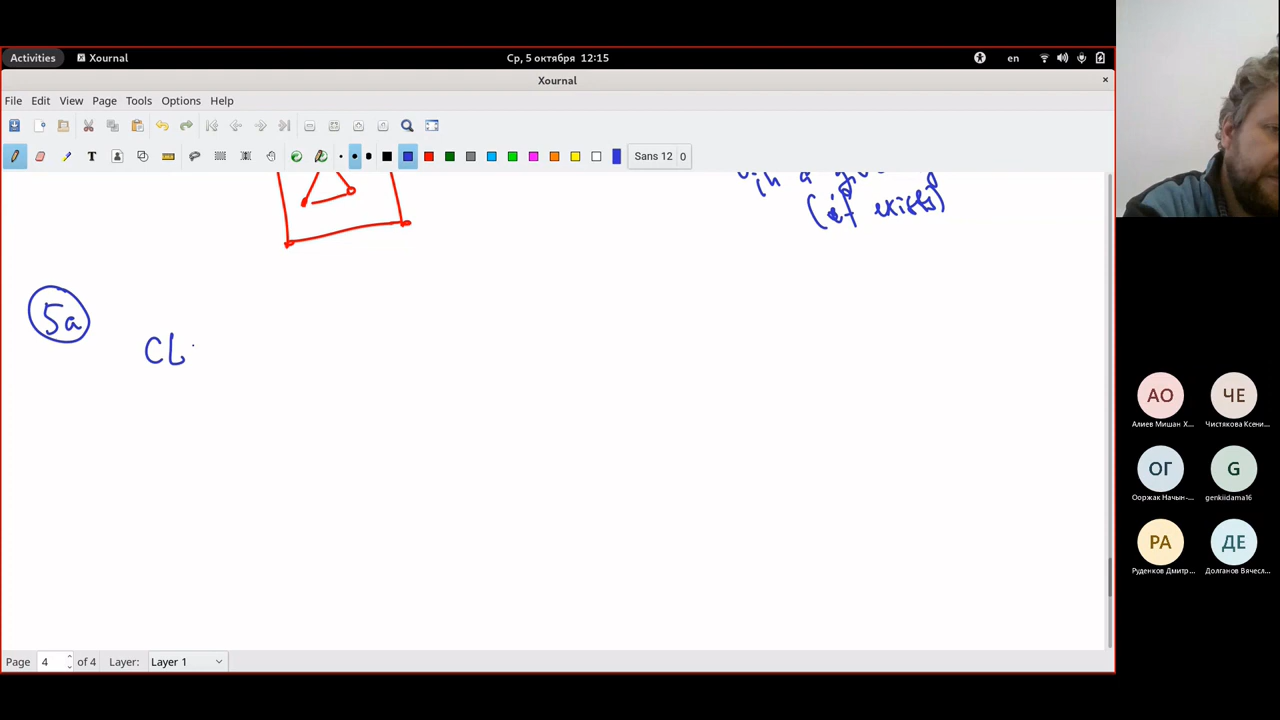 Activities Xournal Ср, 5 октября 12:15 en
Xournal
File Edit View Page Tools Options Help
Sans 12 0
in a
(if exists)
5a
CL
АО ЧЕ
Алиев Мишан Х... Чистякова Ксени...
ОГ G
Ооржак Начын-... genkiidama16
РА ДЕ
Руденков Дмитр... Долганов Вячесл...
Page 4 of 4 Layer: Layer 1